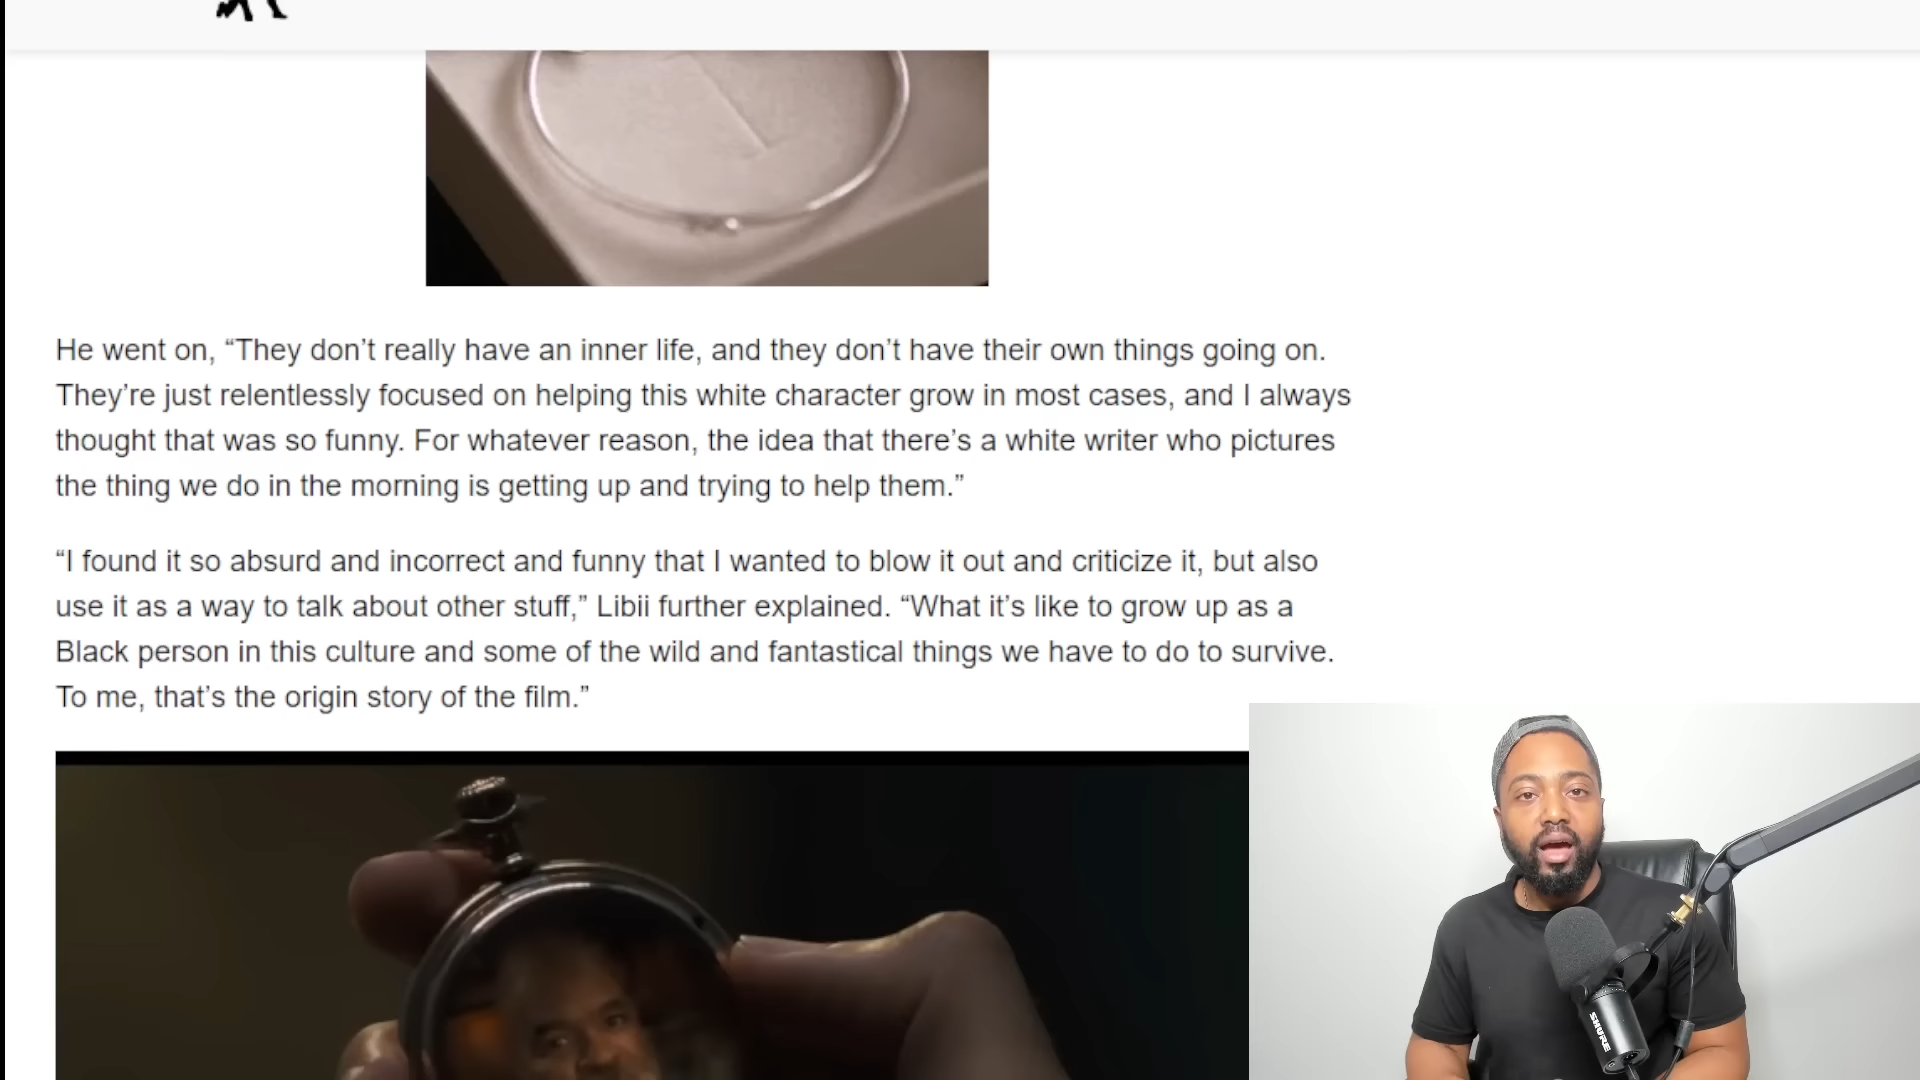 He went on, “They don’t really have an inner life, and they don’t have their own things going on.
They’re just relentlessly focused on helping this white character grow in most cases, and I always
thought that was so funny. For whatever reason, the idea that there’s a white writer who pictures
the thing we do in the morning is getting up and trying to help them.”
“I found it so absurd and incorrect and funny that I wanted to blow it out and criticize it, but also
use it as a way to talk about other stuff,” Libii further explained. “What it’s like to grow up as a
Black person in this culture and some of the wild and fantastical things we have to do to survive.
To me, that’s the origin story of the film.”
SHURE